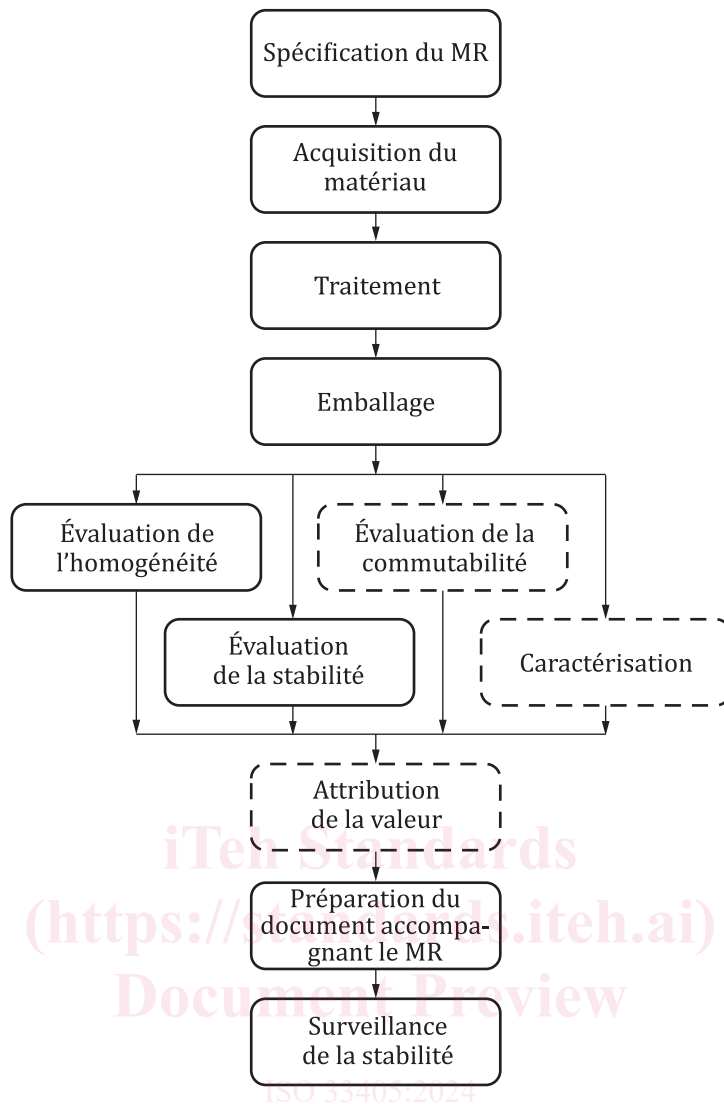 Spécification du MR
Acquisition du
matériau
Traitement
Emballage
Évaluation de
l'homogénéité
Évaluation de la
commutabilité
Évaluation
de la stabilité
Caractérisation
Attribution
de la valeur
iTeh Standards
Préparation du
document accompa-
gnant le MR
(https://standards.iteh.ai)
Document Preview
Surveillance
de la stabilité
ISO 33405:2024